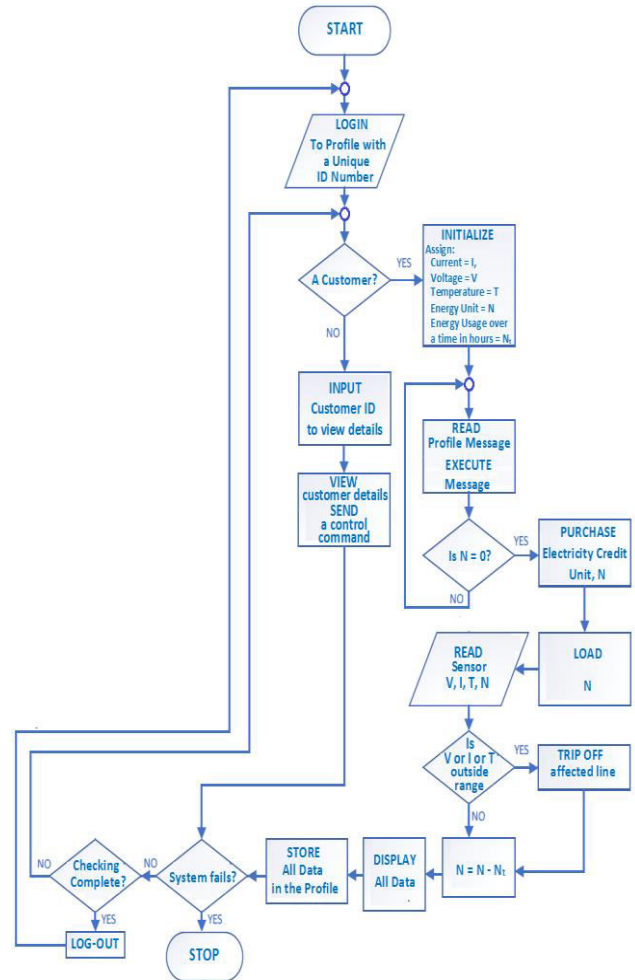 START
LOGIN
To Profile with
a Unique
ID Number
A Customer?
YES
NO
INITIALIZE
Assign:
Current = I,
Voltage = V
Temperature = T
Energy Unit = N
Energy Usage over
a time in hours = Nₜ
INPUT
Customer ID
to view details
VIEW
customer details
SEND
a control
command
READ
Profile Message
EXECUTE
Message
Is N = 0?
YES
NO
PURCHASE
Electricity Credit
Unit, N
LOAD
N
READ
Sensor
V, I, T, N
Is
V or I or T
outside
range
YES
NO
TRIP OFF
affected line
N = N - Nₜ
DISPLAY
All Data
STORE
All Data
in the Profile
System fails?
NO
YES
STOP
Checking
Complete?
NO
YES
LOG-OUT